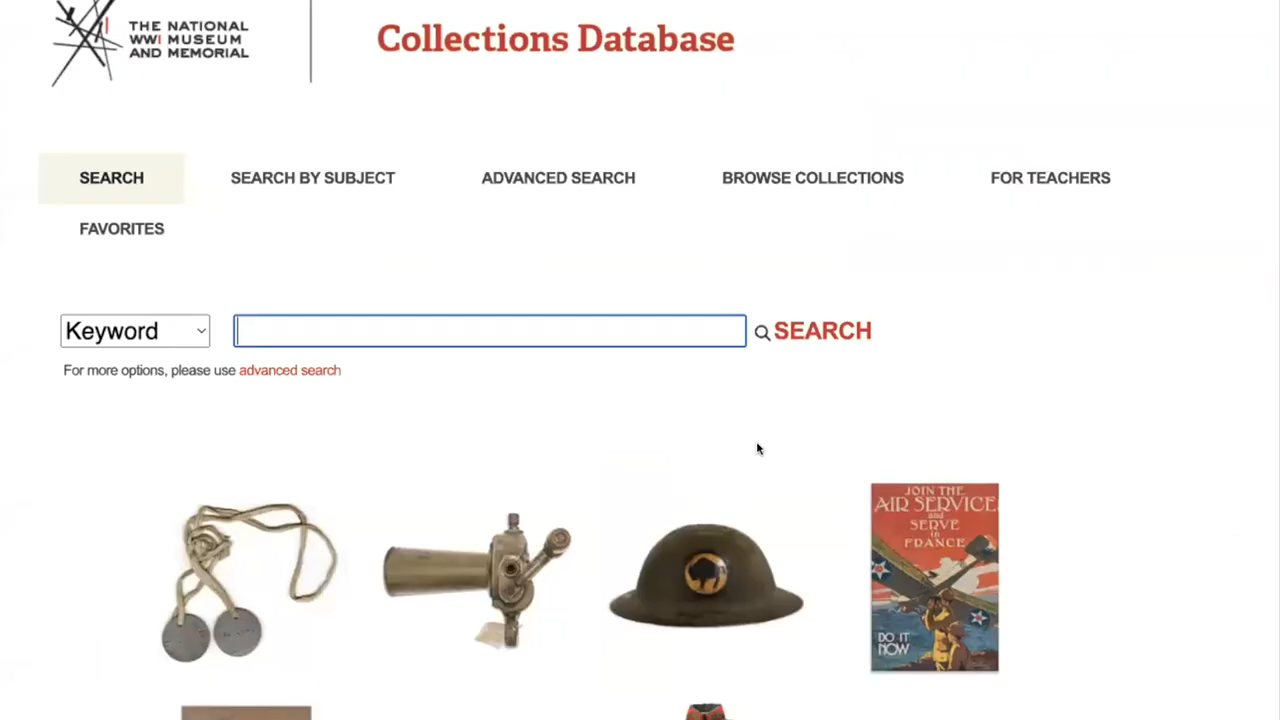 THE NATIONAL
WWI MUSEUM
AND MEMORIAL
Collections Database
SEARCH
SEARCH BY SUBJECT
ADVANCED SEARCH
BROWSE COLLECTIONS
FOR TEACHERS
FAVORITES
Keyword
SEARCH
For more options, please use advanced search
JOIN THE
AIR SERVICE
and
SERVE
in
FRANCE
DO IT
NOW